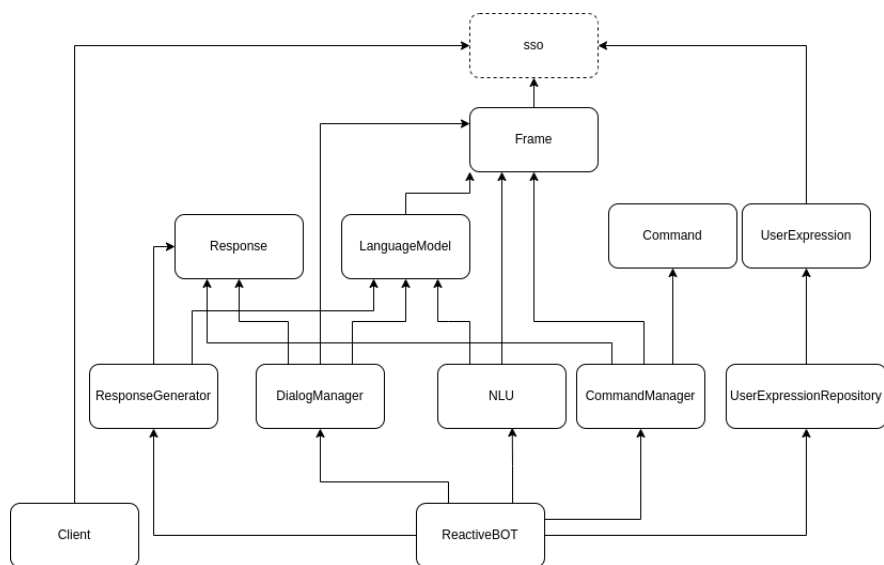 sso
Frame
Response
LanguageModel
Command
UserExpression
ResponseGenerator
DialogManager
NLU
CommandManager
UserExpressionRepository
Client
ReactiveBOT